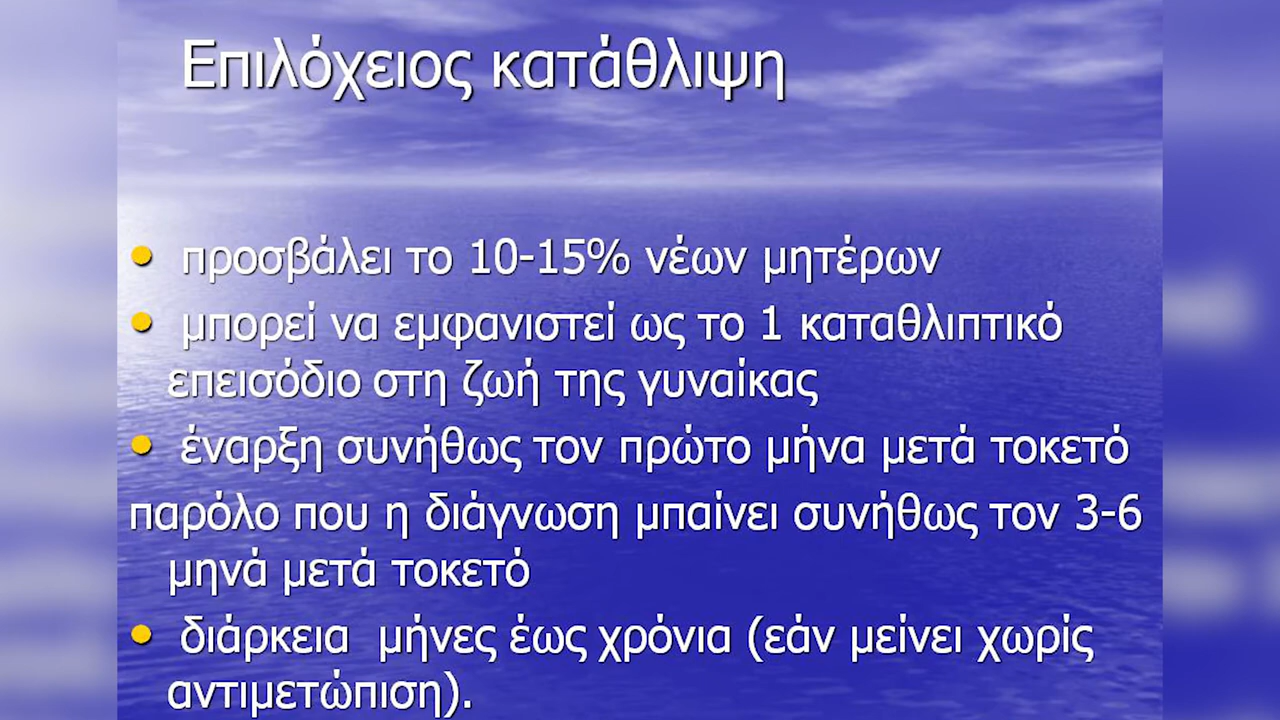 Επιλόχειος κατάθλιψη
• προσβάλει το 10-15% νέων μητέρων
• μπορεί να εμφανιστεί ως το 1 καταθλιπτικό
επεισόδιο στη ζωή της γυναίκας
• έναρξη συνήθως τον πρώτο μήνα μετά τοκετό
παρόλο που η διάγνωση μπαίνει συνήθως τον 3-6
μηνά μετά τοκετό
• διάρκεια μήνες έως χρόνια (εάν μείνει χωρίς
αντιμετώπιση).